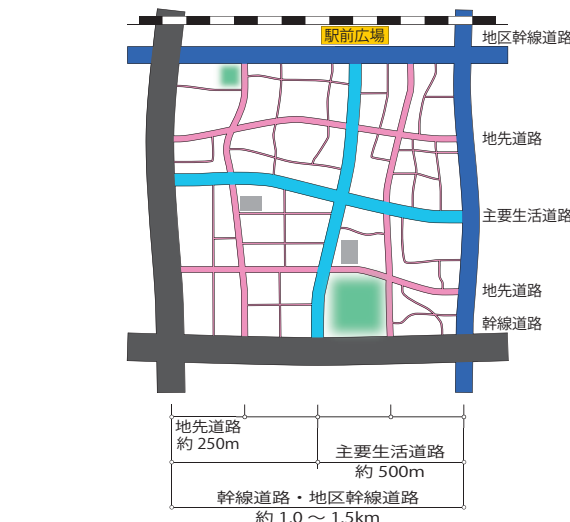 駅前広場
地区幹線道路
地先道路
主要生活道路
地先道路
幹線道路
地先道路
約 250m
主要生活道路
約 500m
幹線道路・地区幹線道路
約 1.0 ～ 1.5km